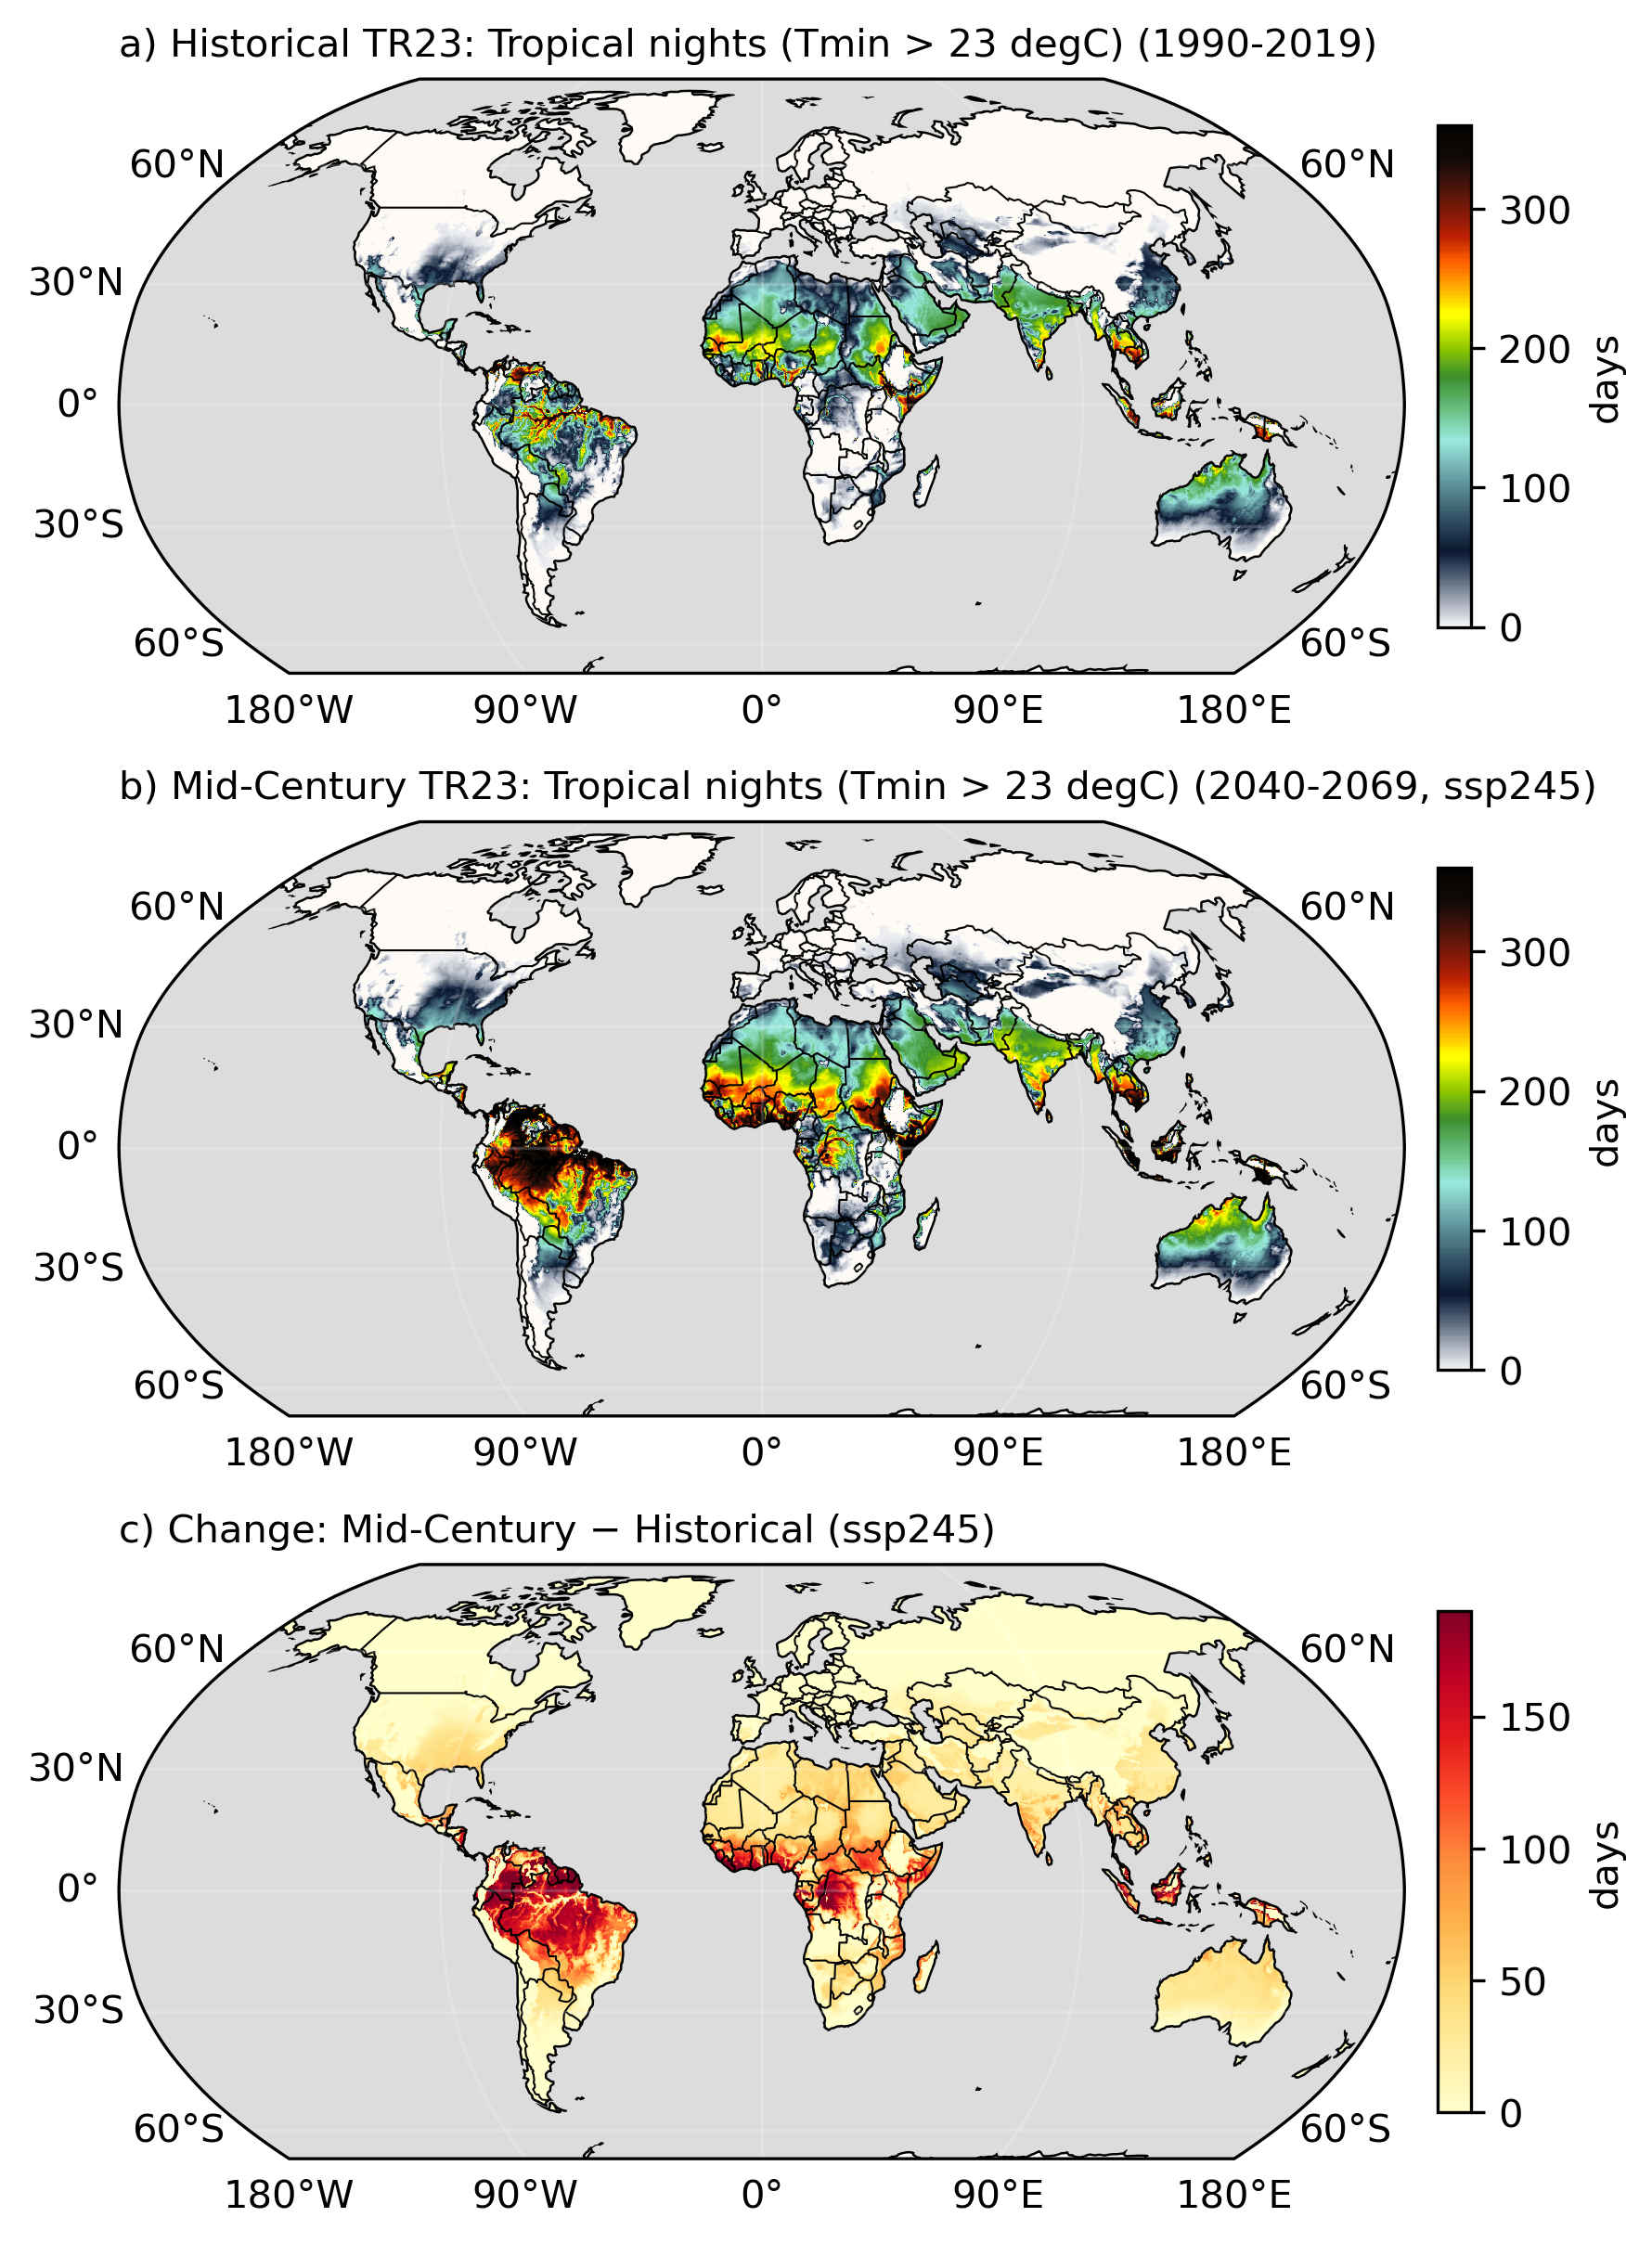 a) Historical TR23: Tropical nights (Tmin > 23 degC) (1990-2019)
60°N 60°N
300
30°N
200
days
0°
100
30°S
60°S 60°S
0
180°W 90°W 0° 90°E 180°E
b) Mid-Century TR23: Tropical nights (Tmin > 23 degC) (2040-2069, ssp245)
60°N 60°N
300
30°N
200
days
0°
100
30°S
60°S 60°S
0
180°W 90°W 0° 90°E 180°E
c) Change: Mid-Century − Historical (ssp245)
60°N 60°N
150
30°N
100
days
0°
50
30°S
60°S 60°S
0
180°W 90°W 0° 90°E 180°E